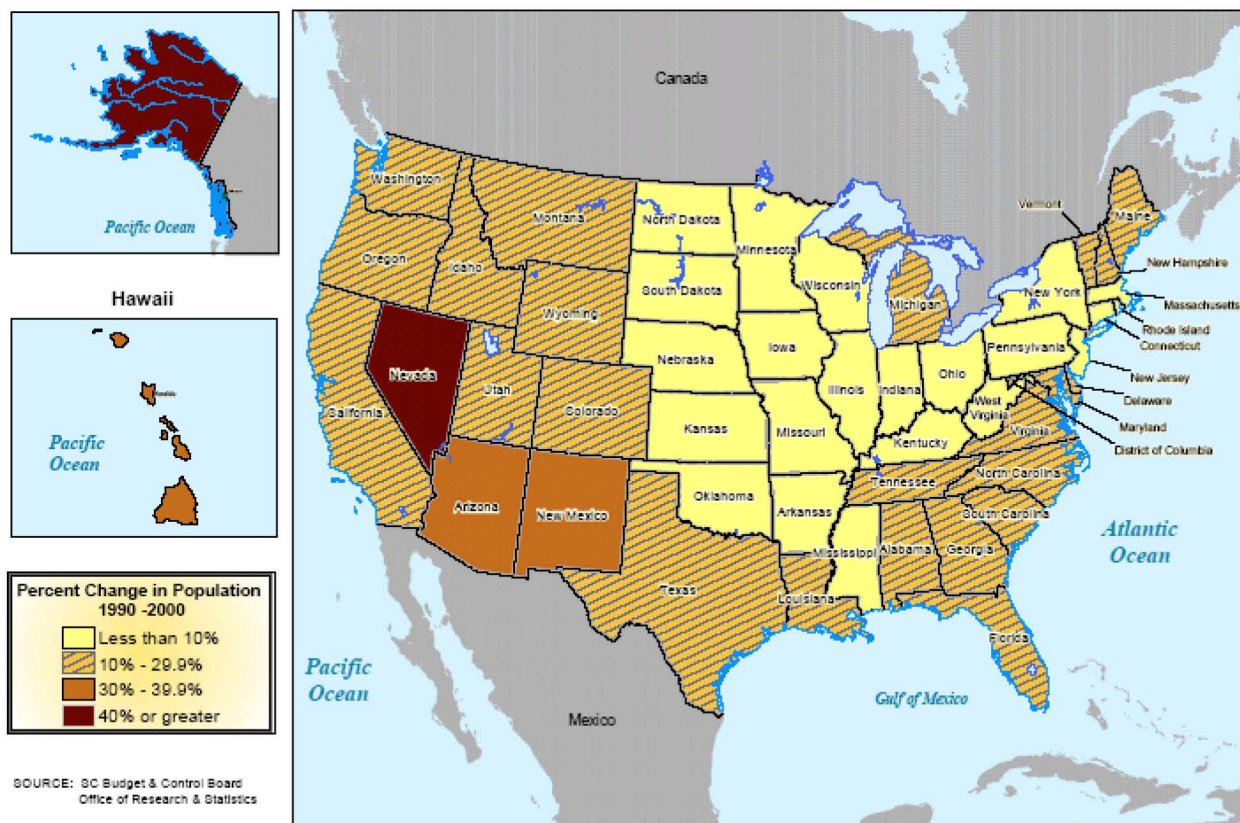 Pacific Ocean
Hawaii
Pacific
Ocean
Percent Change in Population
1990 -2000
Less than 10%
10% - 29.9%
30% - 39.9%
40% or greater
SOURCE: SC Budget & Control Board
Office of Research & Statistics
Canada
Washington
Montana
North Dakota
Minnesota
Vermont
Maine
Oregon
Idaho
South Dakota
Wisconsin
Michigan
New York
New Hampshire
Massachusetts
Rhode Island
Connecticut
Wyoming
Nebraska
Iowa
Pennsylvania
New Jersey
Nevada
Utah
Colorado
Illinois
Indiana
Ohio
West
Virginia
Delaware
Maryland
District of Columbia
California
Kansas
Missouri
Kentucky
Virginia
Arizona
New Mexico
Oklahoma
Arkansas
Tennessee
North Carolina
South Carolina
Mississippi
Alabama
Georgia
Atlantic
Ocean
Texas
Louisiana
Florida
Pacific
Ocean
Mexico
Gulf of Mexico